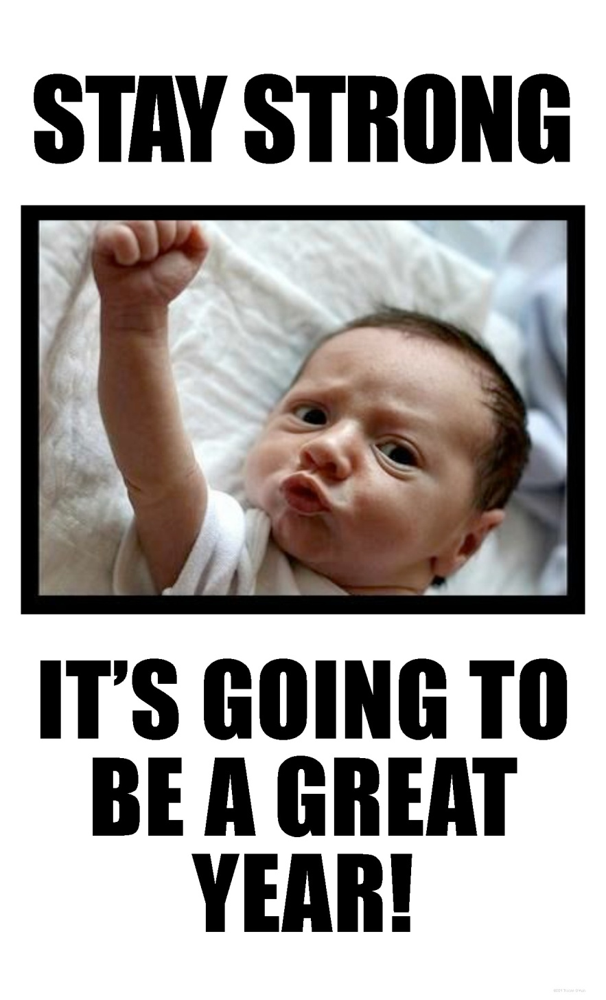 STAY STRONG
IT'S GOING TO
BE A GREAT
YEAR!